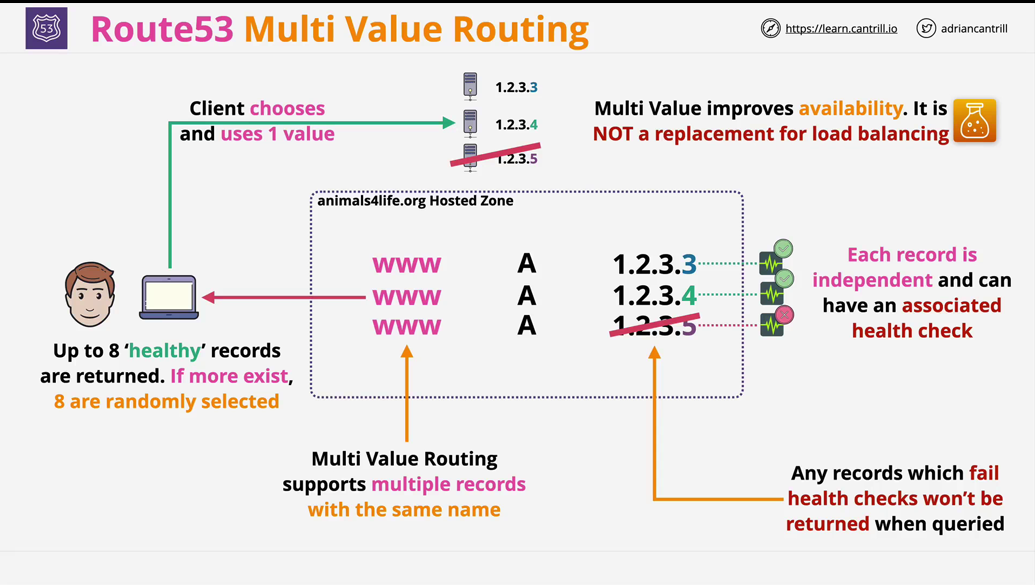 53
Route53 Multi Value Routing
https://learn.cantrill.io
adriancantrill
1.2.3.3
1.2.3.4
1.2.3.5
Client chooses
and uses 1 value
Multi Value improves availability. It is
NOT a replacement for load balancing
animals4life.org Hosted Zone
www A 1.2.3.3
www A 1.2.3.4
www A 1.2.3.5
Each record is
independent and can
have an associated
health check
Up to 8 ‘healthy’ records
are returned. If more exist,
8 are randomly selected
Multi Value Routing
supports multiple records
with the same name
Any records which fail
health checks won’t be
returned when queried